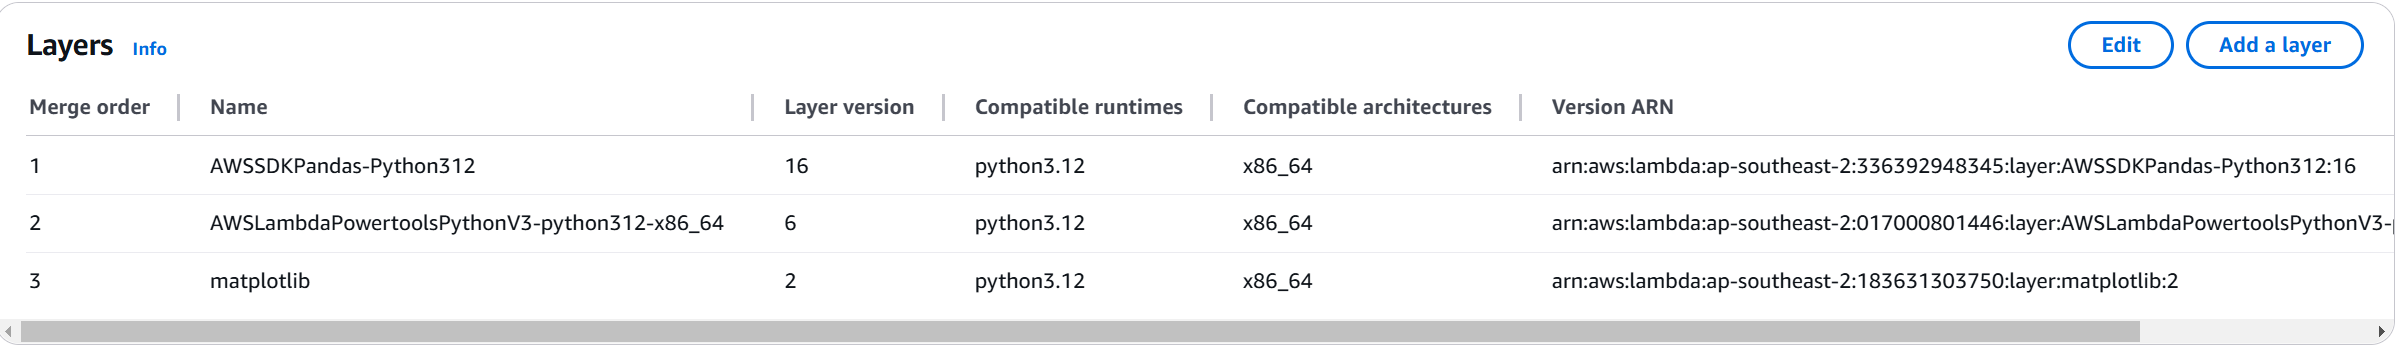 Layers Info Edit Add a layer
Merge order Name Layer version Compatible runtimes Compatible architectures Version ARN
1 AWSSDKPandas-Python312 16 python3.12 x86_64 arn:aws:lambda:ap-southeast-2:336392948345:layer:AWSSDKPandas-Python312:16
2 AWSLambdaPowertoolsPythonV3-python312-x86_64 6 python3.12 x86_64 arn:aws:lambda:ap-southeast-2:017000801446:layer:AWSLambdaPowertoolsPythonV3-
3 matplotlib 2 python3.12 x86_64 arn:aws:lambda:ap-southeast-2:183631303750:layer:matplotlib:2